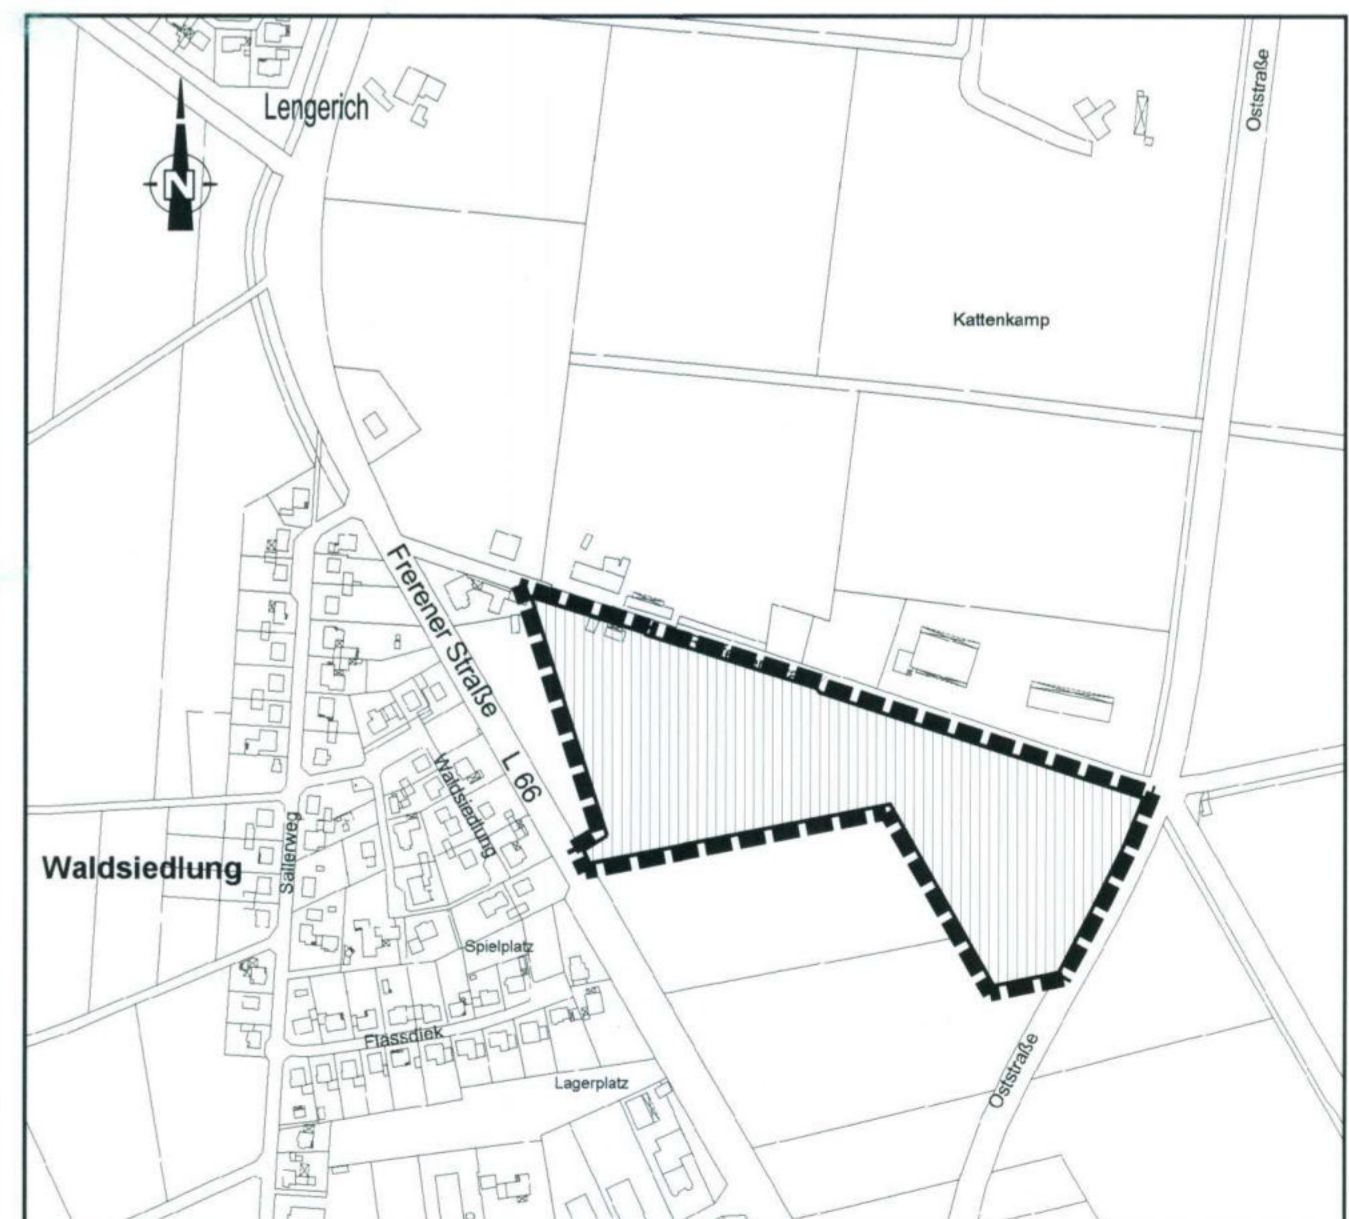 Oststraße
Lengerich
N
Kattenkamp
Frerener Straße
L 66
Waldsiedlung
Waldsiedlung
Sallerweg
Spielplatz
Flassdiek
Oststraße
Lagerplatz